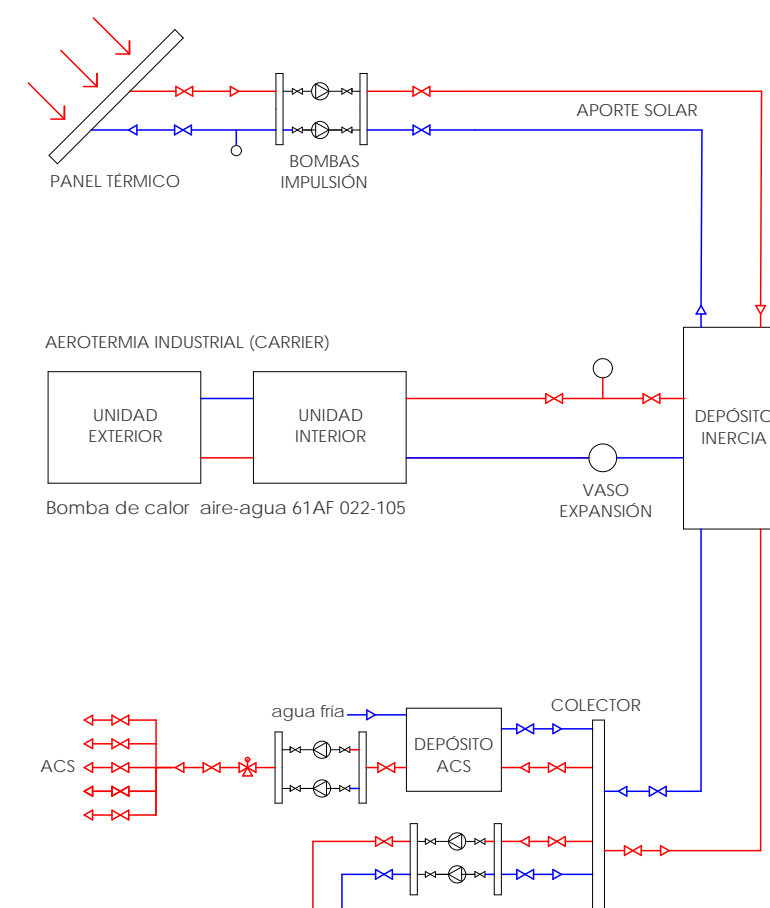 APORTE SOLAR
BOMBAS
IMPULSIÓN
PANEL TÉRMICO
AEROTERMIA INDUSTRIAL (CARRIER)
UNIDAD
EXTERIOR
UNIDAD
INTERIOR
DEPÓSITO
INERCIA
VASO
EXPANSIÓN
Bomba de calor aire-agua 61AF 022-105
agua fría
COLECTOR
DEPÓSITO
ACS
ACS